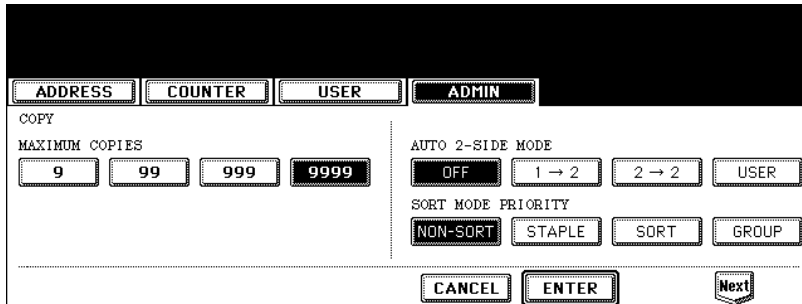 ADDRESS COUNTER USER ADMIN
COPY
MAXIMUM COPIES
9 99 999 9999
AUTO 2-SIDE MODE
OFF 1 → 2 2 → 2 USER
SORT MODE PRIORITY
NON-SORT STAPLE SORT GROUP
CANCEL ENTER Next